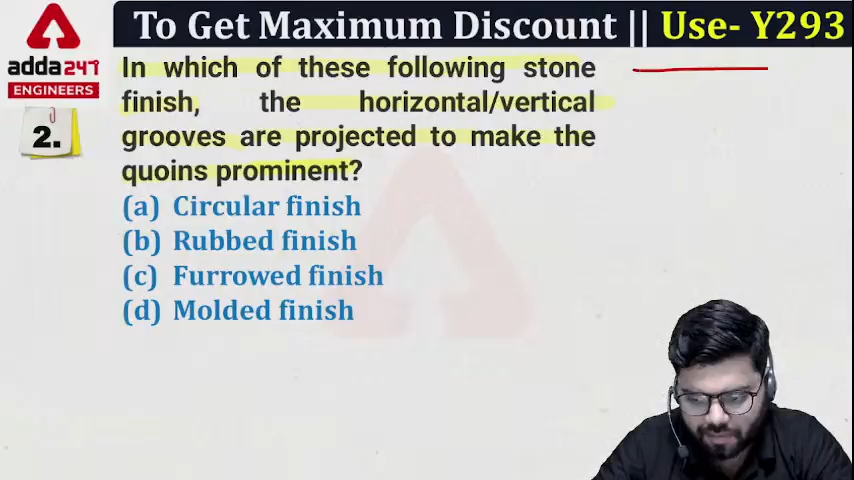 To Get Maximum Discount || Use- Y293
adda247
ENGINEERS
2.
In which of these following stone
finish, the horizontal/vertical
grooves are projected to make the
quoins prominent?
(a) Circular finish
(b) Rubbed finish
(c) Furrowed finish
(d) Molded finish